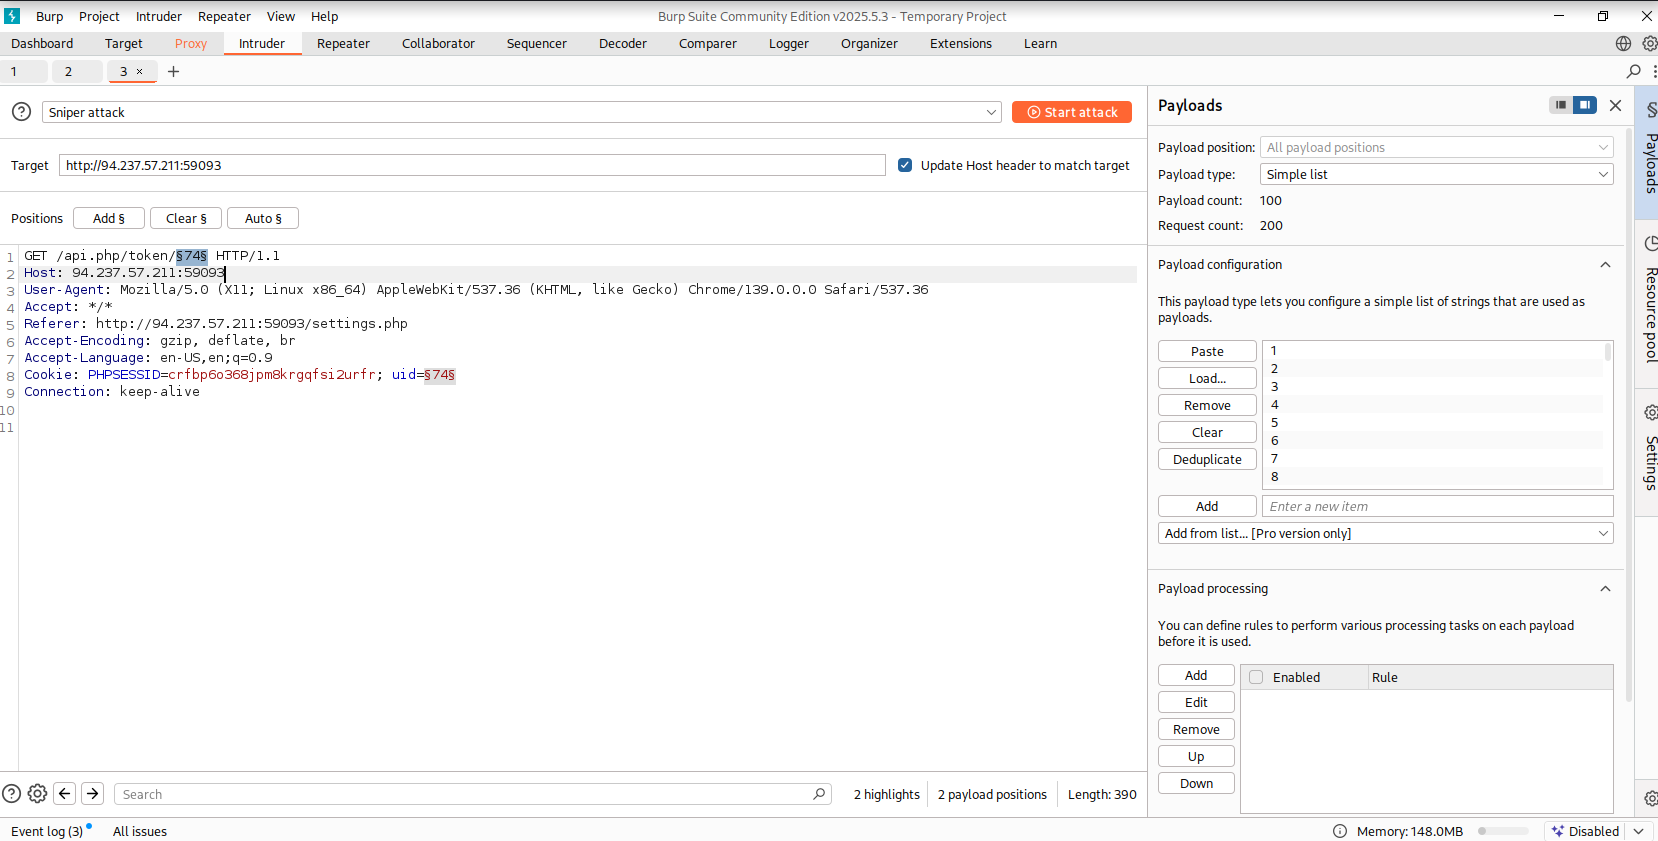 Burp Project Intruder Repeater View Help Burp Suite Community Edition v2025.5.3 - Temporary Project
Dashboard Target Proxy Intruder Repeater Collaborator Sequencer Decoder Comparer Logger Organizer Extensions Learn
1 2 3 × +
Sniper attack Start attack
Target http://94.237.57.211:59093 Update Host header to match target
Positions Add § Clear § Auto §
1 GET /api.php/token/§74§ HTTP/1.1
2 Host: 94.237.57.211:59093
3 User-Agent: Mozilla/5.0 (X11; Linux x86_64) AppleWebKit/537.36 (KHTML, like Gecko) Chrome/139.0.0.0 Safari/537.36
4 Accept: */*
5 Referer: http://94.237.57.211:59093/settings.php
6 Accept-Encoding: gzip, deflate, br
7 Accept-Language: en-US,en;q=0.9
8 Cookie: PHPSESSID=crfbp6o368jpm8krgqfsi2urfr; uid=§74§
9 Connection: keep-alive
10
11
Search 2 highlights 2 payload positions Length: 390
Payloads
Payload position: All payload positions
Payload type: Simple list
Payload count: 100
Request count: 200
Payload configuration
This payload type lets you configure a simple list of strings that are used as
payloads.
Paste
Load...
Remove
Clear
Deduplicate
1
2
3
4
5
6
7
8
Add Enter a new item
Add from list... [Pro version only]
Payload processing
You can define rules to perform various processing tasks on each payload
before it is used.
Add
Edit
Remove
Up
Down
Enabled Rule
§ Payloads
Resource pool
Settings
Event log (3) All issues Memory: 148.0MB Disabled